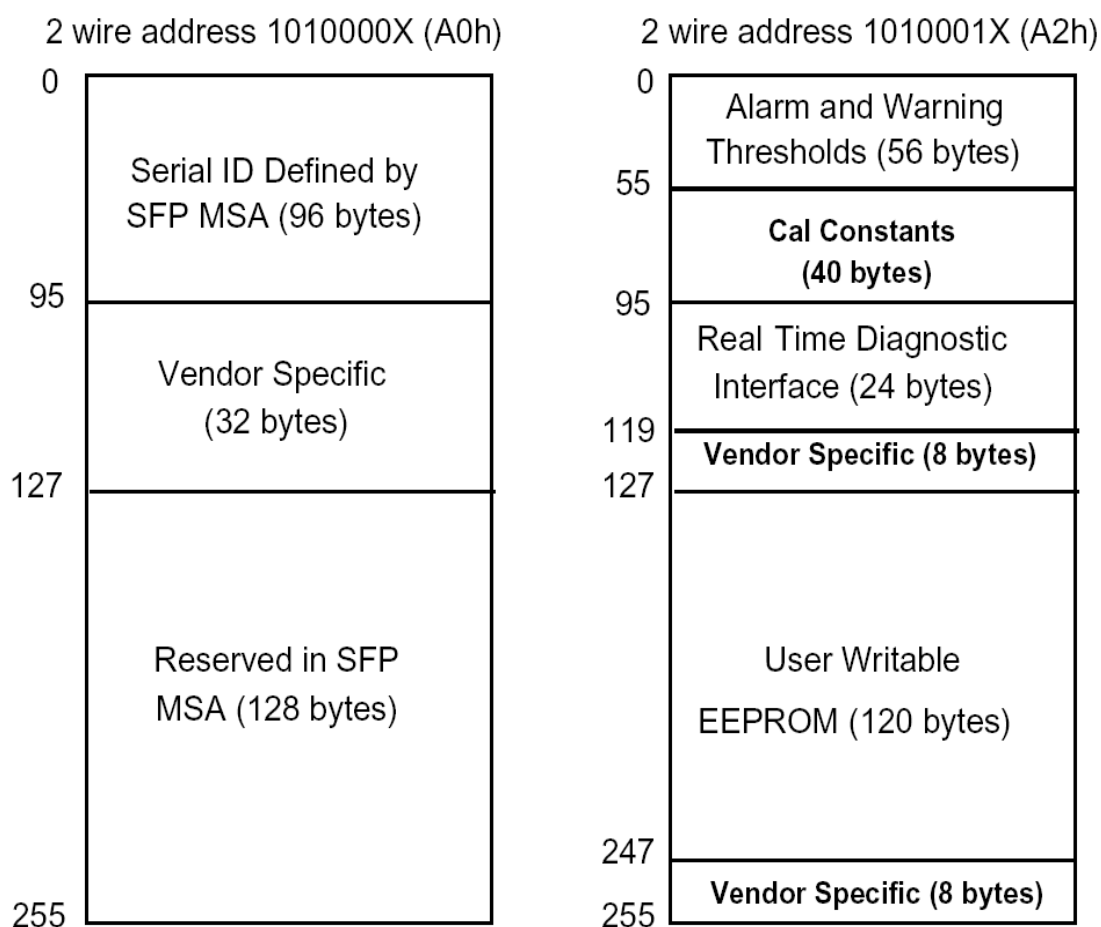 2 wire address 1010000X (A0h)
0
Serial ID Defined by
SFP MSA (96 bytes)
95
Vendor Specific
(32 bytes)
127
Reserved in SFP
MSA (128 bytes)
255
2 wire address 1010001X (A2h)
0
Alarm and Warning
Thresholds (56 bytes)
55
Cal Constants
(40 bytes)
95
Real Time Diagnostic
Interface (24 bytes)
119
Vendor Specific (8 bytes)
127
User Writable
EEPROM (120 bytes)
247
Vendor Specific (8 bytes)
255